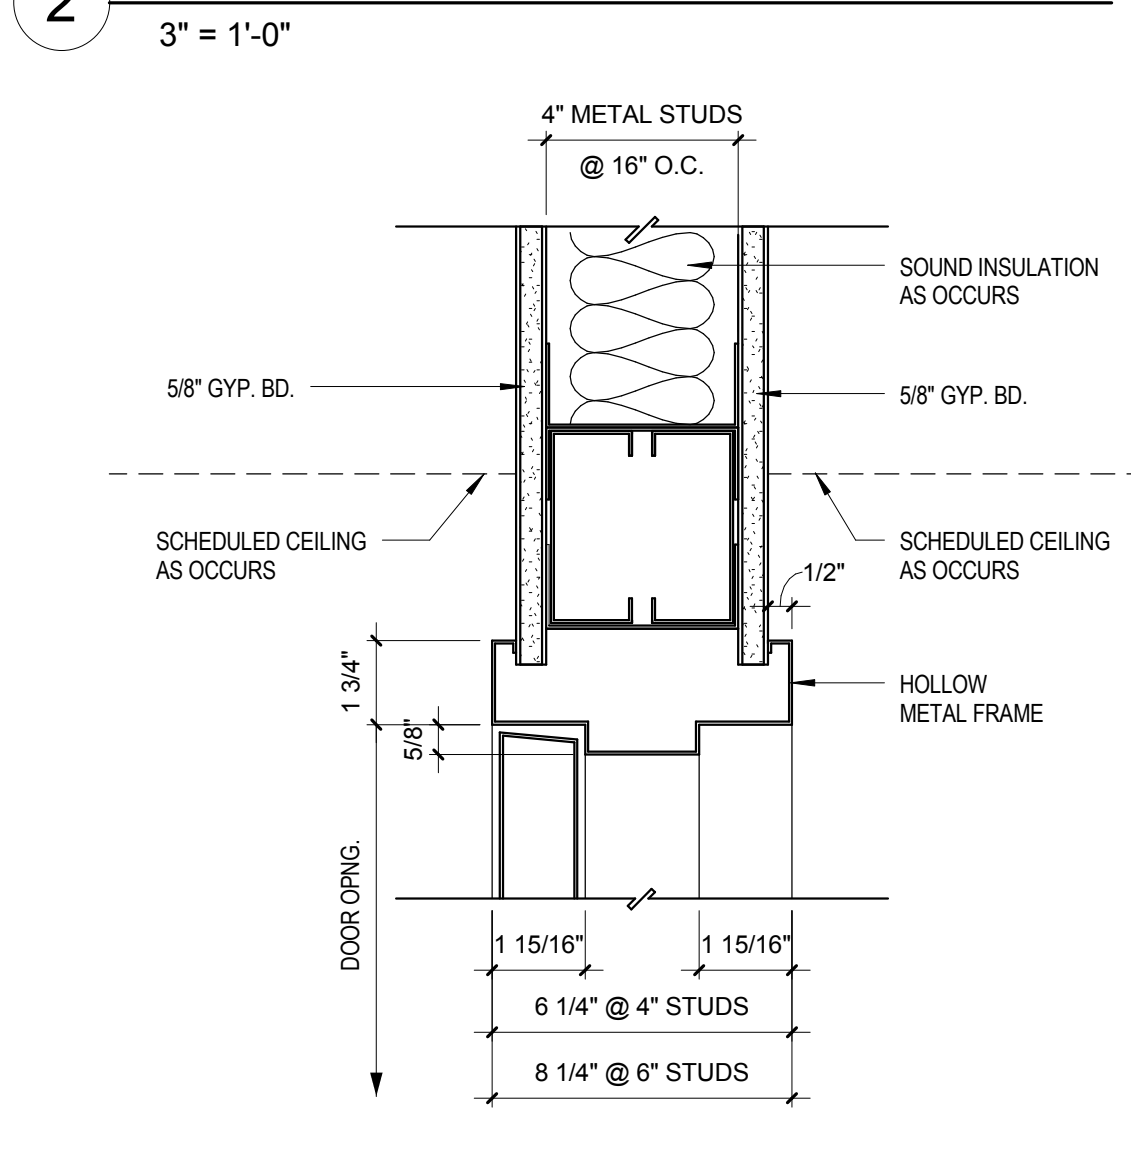 2
3" = 1'-0"
4" METAL STUDS
@ 16" O.C.
SOUND INSULATION
AS OCCURS
5/8" GYP. BD.
5/8" GYP. BD.
SCHEDULED CEILING
AS OCCURS
SCHEDULED CEILING
AS OCCURS
1/2"
1 3/4"
HOLLOW
METAL FRAME
5/8"
DOOR OPNG.
1 15/16"
1 15/16"
6 1/4" @ 4" STUDS
8 1/4" @ 6" STUDS